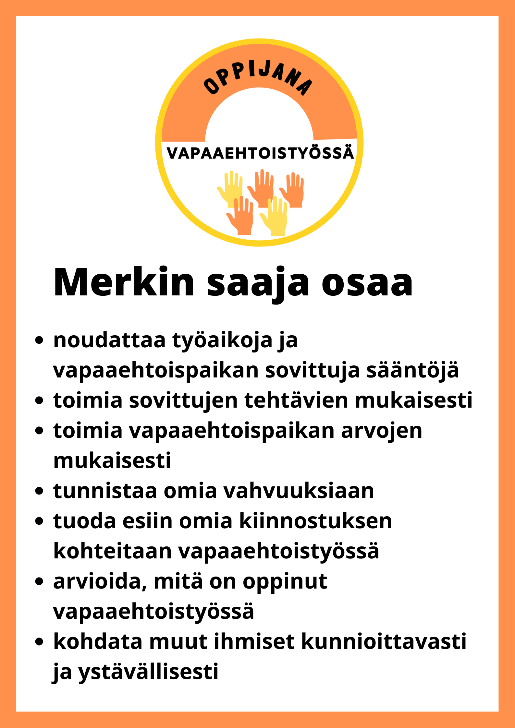 OPPIJANA
VAPAAEHTOISTYÖSSÄ
Merkin saaja osaa
• noudattaa työaikoja ja
vapaaehtoispaikan sovittuja sääntöjä
• toimia sovittujen tehtävien mukaisesti
• toimia vapaaehtoispaikan arvojen
mukaisesti
• tunnistaa omia vahvuuksiaan
• tuoda esiin omia kiinnostuksen
kohteitaan vapaaehtoistyössä
• arvioida, mitä on oppinut
vapaaehtoistyössä
• kohdata muut ihmiset kunnioittavasti
ja ystävällisesti